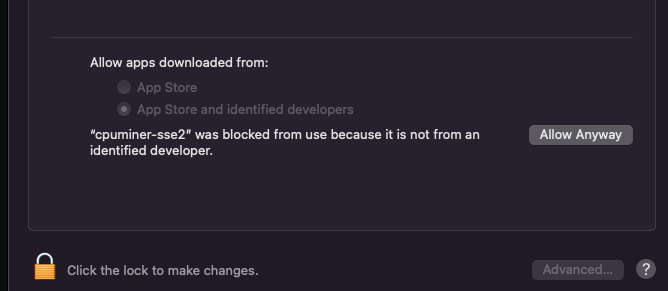 Allow apps downloaded from:
App Store
App Store and identified developers
“cpuminer-sse2” was blocked from use because it is not from an
identified developer.
Allow Anyway
Click the lock to make changes.
Advanced...
?